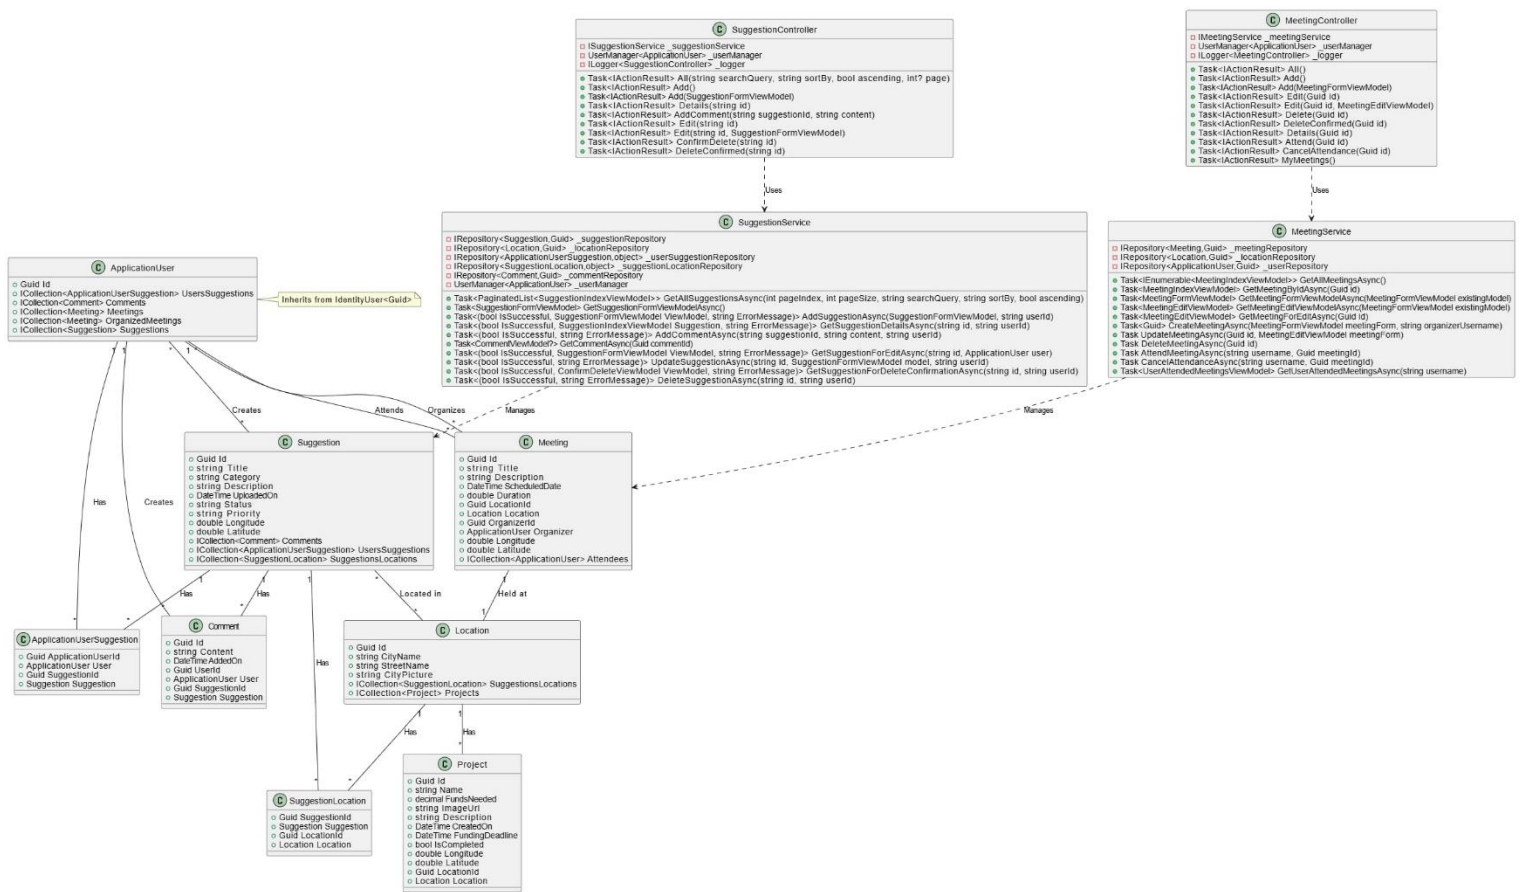 C SuggestionController
ISuggestionService _suggestionService
UserManager<ApplicationUser> _userManager
ILogger<SuggestionController> _logger
Task<IActionResult> All(string searchQuery, string sortBy, bool ascending, int? page)
Task<IActionResult> Add()
Task<IActionResult> Add(SuggestionFormViewModel)
Task<IActionResult> Details(string id)
Task<IActionResult> AddComment(string suggestionId, string content)
Task<IActionResult> Edit(string id)
Task<IActionResult> Edit(string id, SuggestionFormViewModel)
Task<IActionResult> ConfirmDelete(string id)
Task<IActionResult> DeleteConfirmed(string id)
C MeetingController
IMeetingService _meetingService
UserManager<ApplicationUser> _userManager
ILogger<MeetingController> _logger
Task<IActionResult> All()
Task<IActionResult> Add()
Task<IActionResult> Add(MeetingFormViewModel)
Task<IActionResult> Edit(Guid id)
Task<IActionResult> Edit(Guid id, MeetingEditViewModel)
Task<IActionResult> Delete(Guid id)
Task<IActionResult> DeleteConfirmed(Guid id)
Task<IActionResult> Details(Guid id)
Task<IActionResult> Attend(Guid id)
Task<IActionResult> CancelAttendance(Guid id)
Task<IActionResult> MyMeetings()
Uses
Uses
C SuggestionService
IRepository<Suggestion,Guid> _suggestionRepository
IRepository<Location,Guid> _locationRepository
IRepository<ApplicationUserSuggestion,object> _userSuggestionRepository
IRepository<SuggestionLocation,object> _suggestionLocationRepository
IRepository<Comment,Guid> _commentRepository
UserManager<ApplicationUser> _userManager
Task<PaginatedList<SuggestionIndexViewModel>> GetAllSuggestionsAsync(int pageIndex, int pageSize, string searchQuery, string sortBy, bool ascending)
Task<SuggestionFormViewModel> GetSuggestionFormViewModelAsync()
Task<(bool IsSuccessful, SuggestionFormViewModel ViewModel, string ErrorMessage)> AddSuggestionAsync(SuggestionFormViewModel, string userId)
Task<(bool IsSuccessful, SuggestionIndexViewModel Suggestion, string ErrorMessage)> GetSuggestionDetailsAsync(string id, string userId)
Task<(bool IsSuccessful, string ErrorMessage)> AddCommentAsync(string suggestionId, string content, string userId)
Task<CommentViewModel?> GetCommentAsync(Guid commentId)
Task<(bool IsSuccessful, SuggestionFormViewModel ViewModel, string ErrorMessage)> GetSuggestionForEditAsync(string id, ApplicationUser user)
Task<(bool IsSuccessful, string ErrorMessage)> UpdateSuggestionAsync(string id, SuggestionFormViewModel model, string userId)
Task<(bool IsSuccessful, ConfirmDeleteViewModel ViewModel, string ErrorMessage)> GetSuggestionForDeleteConfirmationAsync(string id, string userId)
Task<(bool IsSuccessful, string ErrorMessage)> DeleteSuggestionAsync(string id, string userId)
C MeetingService
IRepository<Meeting,Guid> _meetingRepository
IRepository<Location,Guid> _locationRepository
IRepository<ApplicationUser,Guid> _userRepository
Task<IEnumerable<MeetingIndexViewModel>> GetAllMeetingsAsync()
Task<MeetingIndexViewModel> GetMeetingByIdAsync(Guid id)
Task<MeetingFormViewModel> GetMeetingFormViewModelAsync(MeetingFormViewModel existingModel)
Task<MeetingEditViewModel> GetMeetingEditViewModelAsync(MeetingFormViewModel existingModel)
Task<MeetingEditViewModel> GetMeetingForEditAsync(Guid id)
Task<Guid> CreateMeetingAsync(MeetingFormViewModel meetingForm, string organizerUsername)
Task UpdateMeetingAsync(Guid id, MeetingEditViewModel meetingForm)
Task DeleteMeetingAsync(Guid id)
Task AttendMeetingAsync(string username, Guid meetingId)
Task CancelAttendanceAsync(string username, Guid meetingId)
Task<UserAttendedMeetingsViewModel> GetUserAttendedMeetingsAsync(string username)
C ApplicationUser
Guid Id
ICollection<ApplicationUserSuggestion> UsersSuggestions
ICollection<Comment> Comments
ICollection<Meeting> Meetings
ICollection<Meeting> OrganizedMeetings
ICollection<Suggestion> Suggestions
Inherits from IdentityUser<Guid>
1 1 * * 1
Creates
Attends
Organizes
Manages
Manages
* * *
C Suggestion
Guid Id
string Title
string Category
string Description
DateTime UploadedOn
string Status
string Priority
double Longitude
double Latitude
ICollection<Comment> Comments
ICollection<ApplicationUserSuggestion> UsersSuggestions
ICollection<SuggestionLocation> SuggestionsLocations
C Meeting
Guid Id
string Title
string Description
DateTime ScheduledDate
double Duration
Guid LocationId
Location Location
Guid OrganizerId
ApplicationUser Organizer
double Longitude
double Latitude
ICollection<ApplicationUser> Attendees
Has
Creates
1 1 1 * 1
Has
Has
Located in
Held at
* * * * 1
C ApplicationUserSuggestion
Guid ApplicationUserId
ApplicationUser User
Guid SuggestionId
Suggestion Suggestion
C Comment
Guid Id
string Content
DateTime AddedOn
Guid UserId
ApplicationUser User
Guid SuggestionId
Suggestion Suggestion
Has
C Location
Guid Id
string CityName
string StreetName
string CityPicture
ICollection<SuggestionLocation> SuggestionsLocations
ICollection<Project> Projects
1 1
Has
Has
* * *
C SuggestionLocation
Guid SuggestionId
Suggestion Suggestion
Guid LocationId
Location Location
C Project
Guid Id
string Name
decimal FundsNeeded
string ImageUrl
string Description
DateTime CreatedOn
DateTime FundingDeadline
bool IsCompleted
double Longitude
double Latitude
Guid LocationId
Location Location